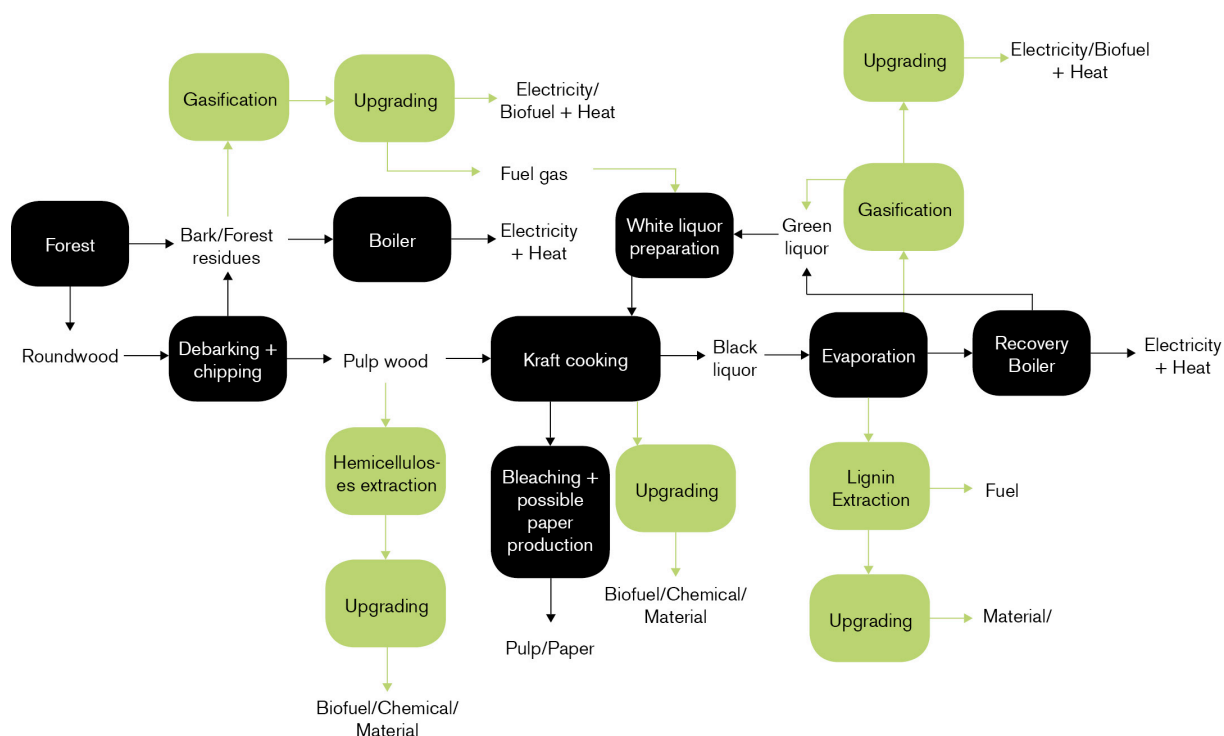 Gasification
Upgrading
Electricity/
Biofuel + Heat
Upgrading
Electricity/Biofuel
+ Heat
Fuel gas
Forest
Bark/Forest
residues
Boiler
Electricity
+ Heat
White liquor
preparation
Green
liquor
Gasification
Roundwood
Debarking +
chipping
Pulp wood
Kraft cooking
Black
liquor
Evaporation
Recovery
Boiler
Electricity
+ Heat
Hemicellulos-
es extraction
Bleaching +
possible
paper
production
Upgrading
Lignin
Extraction
Fuel
Upgrading
Biofuel/Chemical/
Material
Pulp/Paper
Upgrading
Material/
Biofuel/Chemical/
Material